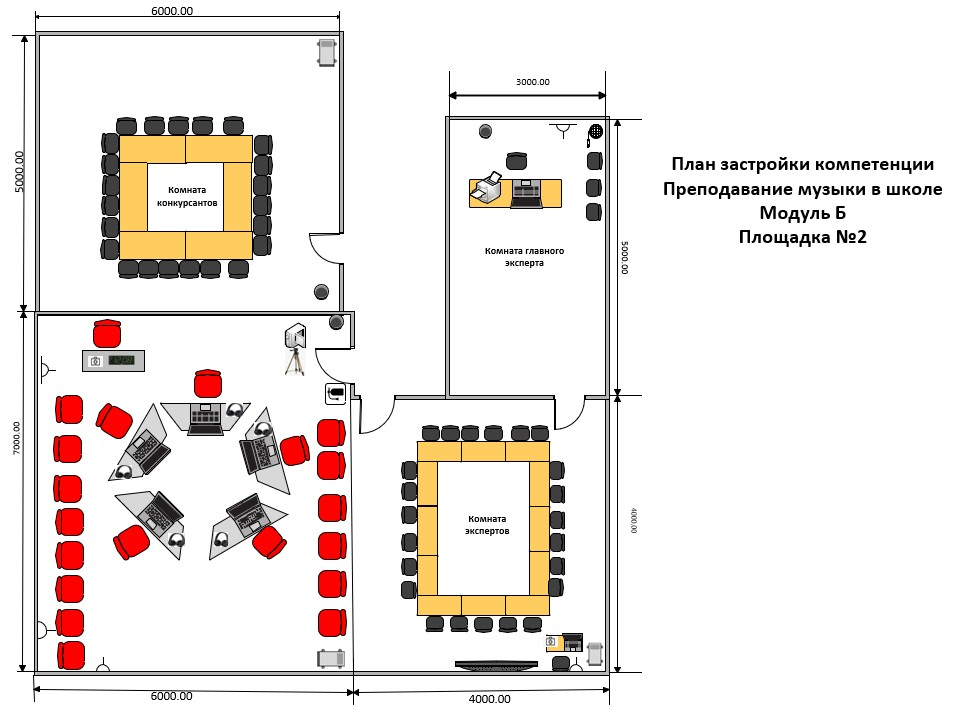 6000.00
3000.00
5000.00
План застройки компетенции
Преподавание музыки в школе
Модуль Б
Площадка №2
Комната
конкурсантов
Комната главного
эксперта
5000.00
7000.00
Комната
экспертов
4000.00
6000.00
4000.00